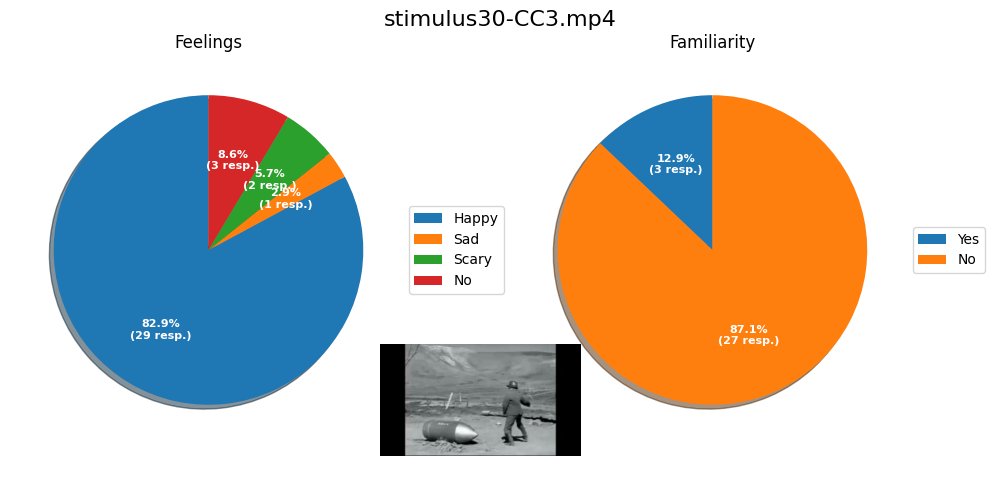 stimulus30-CC3.mp4
Feelings
8.6%
(3 resp.)
5.7%
(2 resp.)
2.9%
(1 resp.)
82.9%
(29 resp.)
Happy
Sad
Scary
No
Familiarity
12.9%
(3 resp.)
87.1%
(27 resp.)
Yes
No